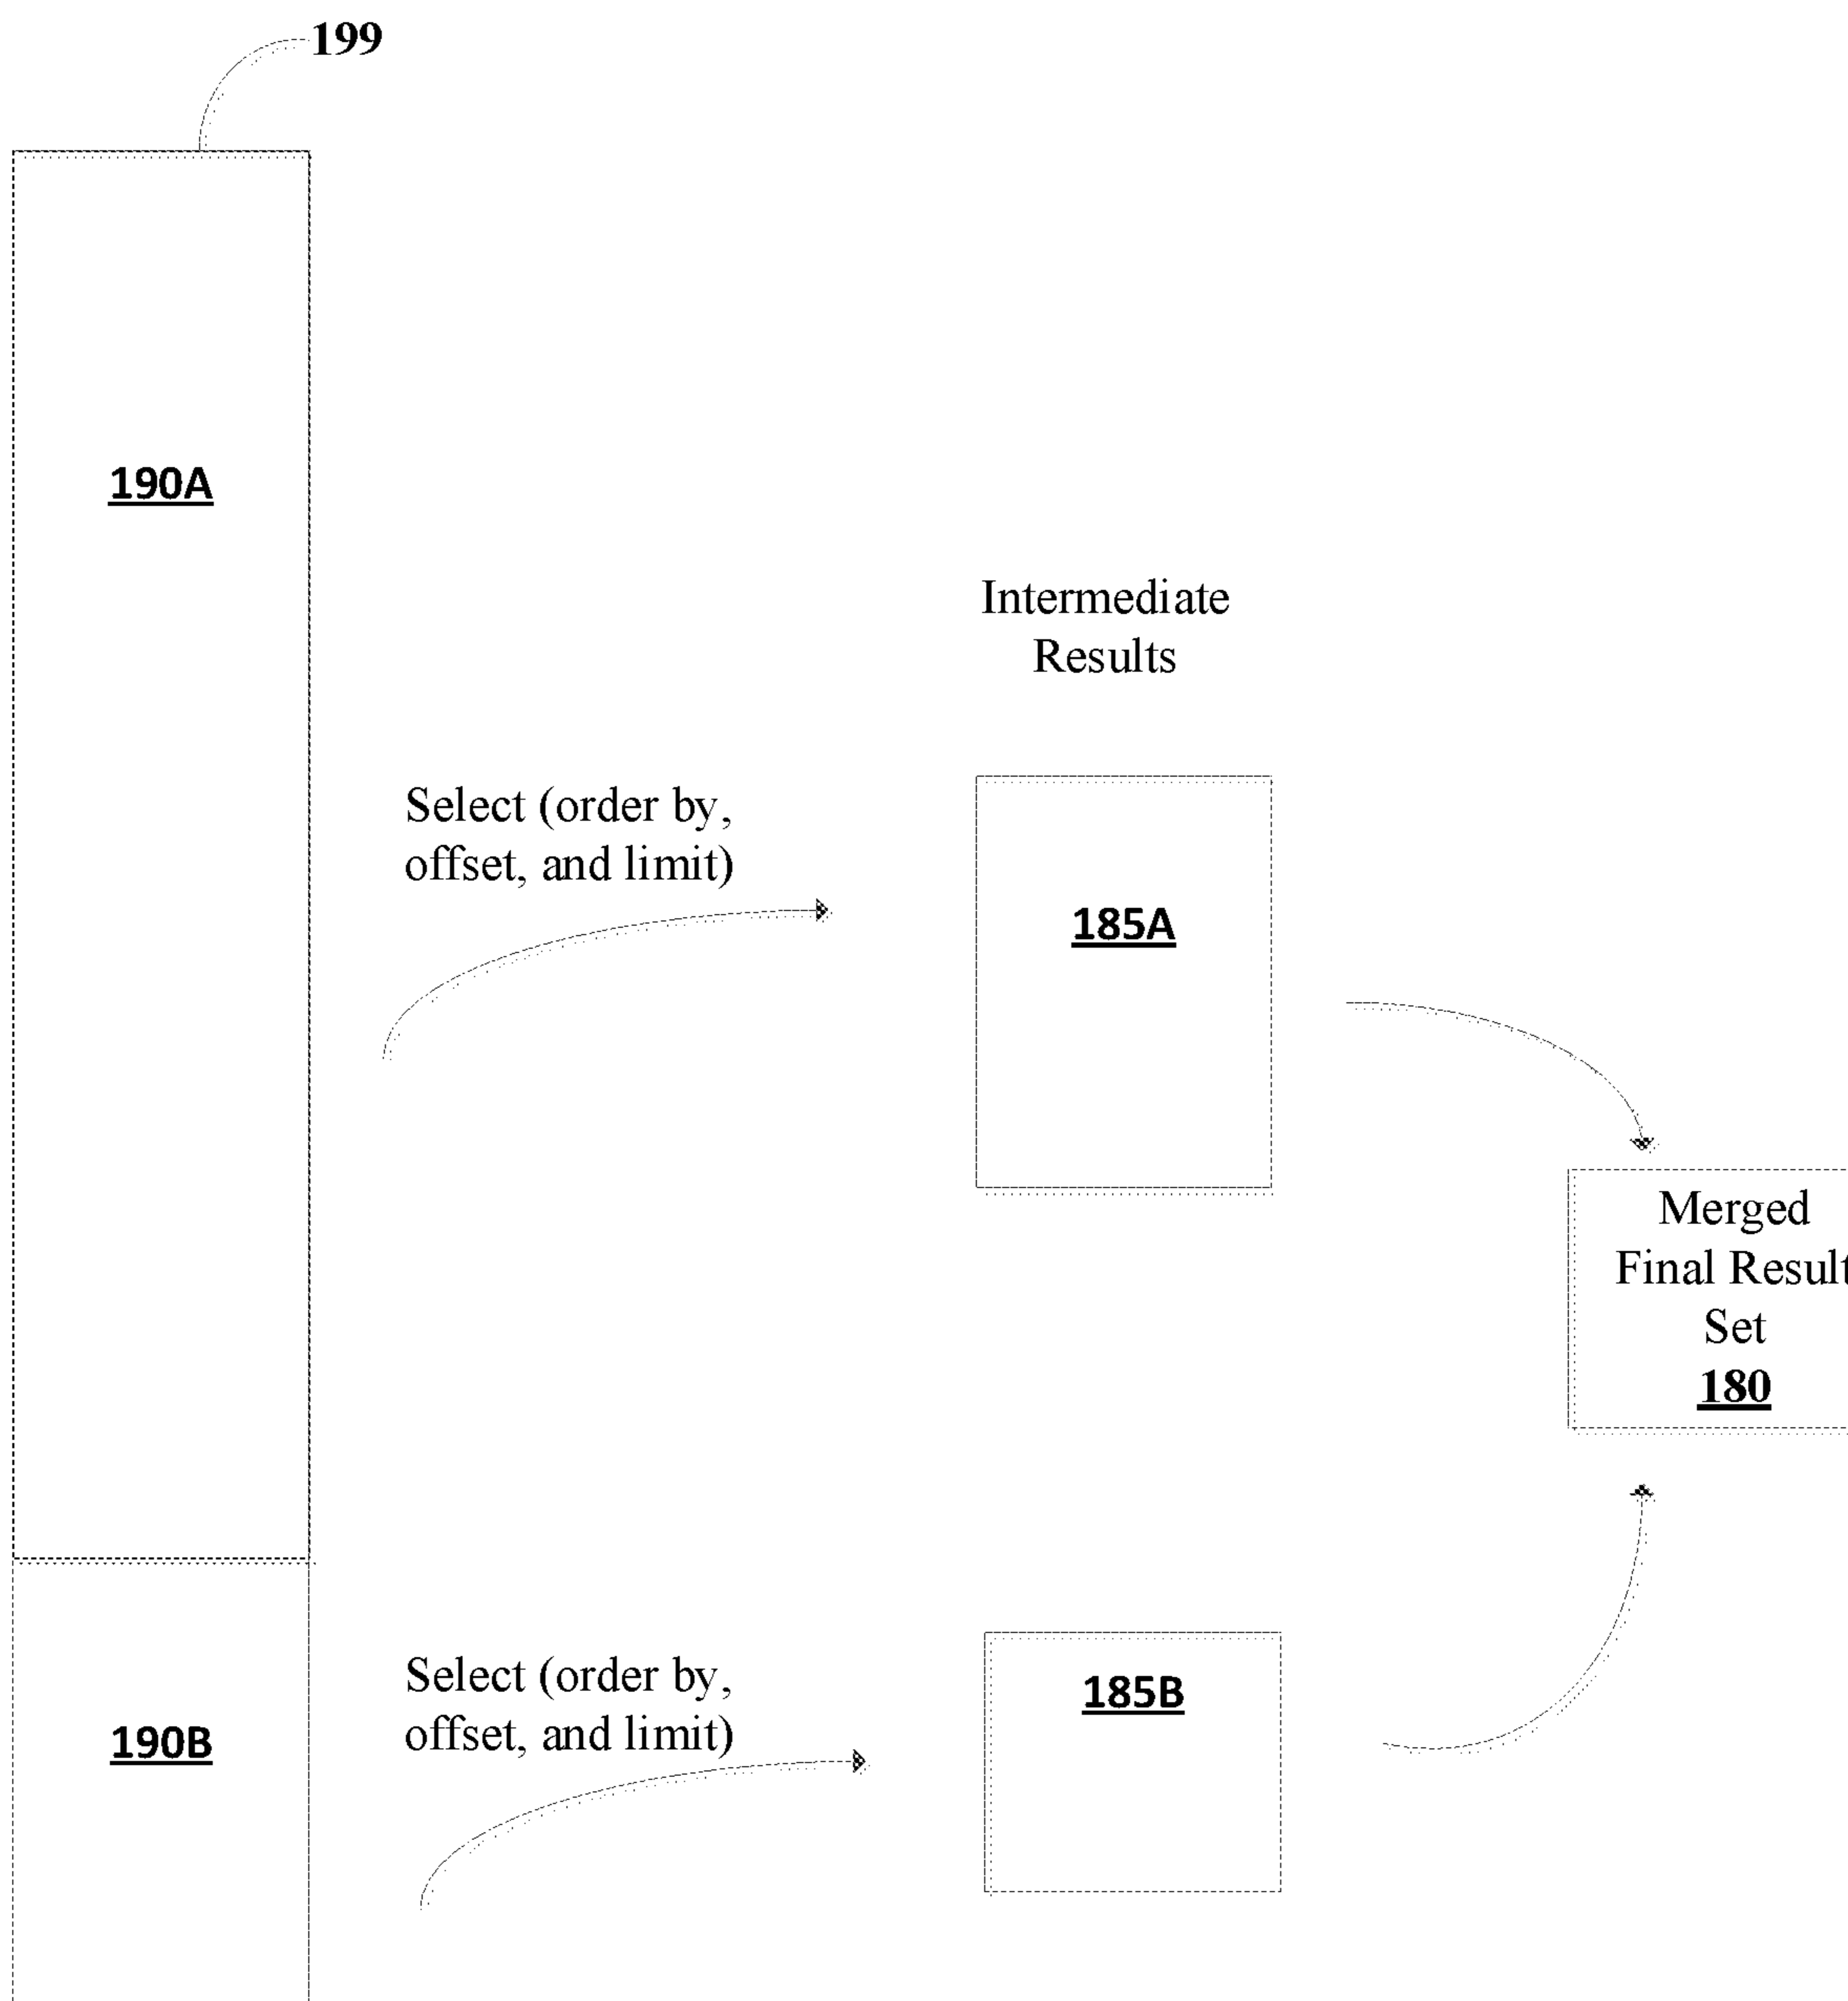 199
190A
Intermediate
Results
Select (order by,
offset, and limit)
185A
Merged
Final Result
Set
180
Select (order by,
offset, and limit)
185B
190B